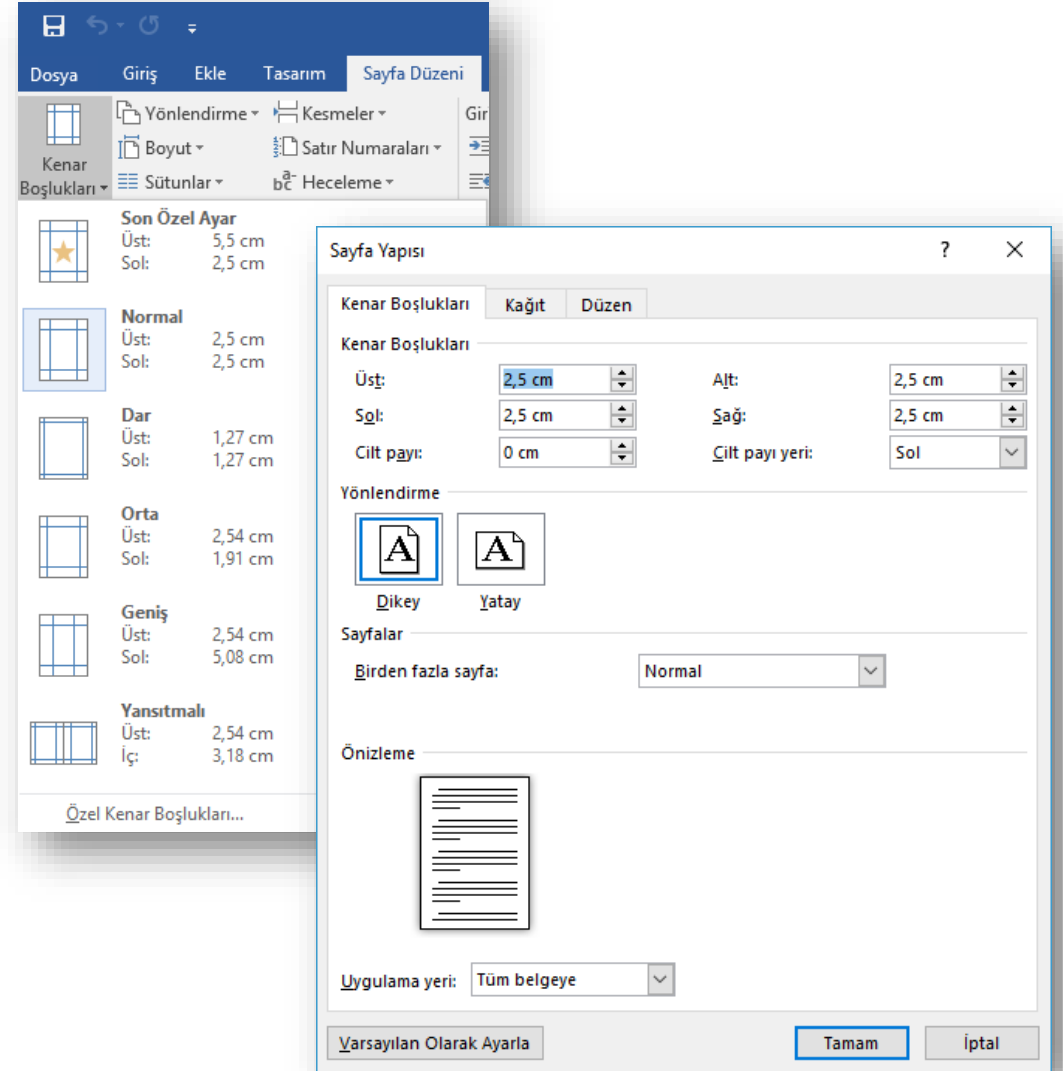 Dosya Giriş Ekle Tasarım Sayfa Düzeni
Kenar Boşlukları
Yönlendirme Kesmeler
Boyut Satır Numaraları
Sütunlar Heceleme
Gir
Son Özel Ayar
Üst: 5,5 cm
Sol: 2,5 cm
Normal
Üst: 2,5 cm
Sol: 2,5 cm
Dar
Üst: 1,27 cm
Sol: 1,27 cm
Orta
Üst: 2,54 cm
Sol: 1,91 cm
Geniş
Üst: 2,54 cm
Sol: 5,08 cm
Yansıtmalı
Üst: 2,54 cm
İç: 3,18 cm
Özel Kenar Boşlukları...
Sayfa Yapısı ?
Kenar Boşlukları Kağıt Düzen
Kenar Boşlukları
Üst: 2,5 cm Alt: 2,5 cm
Sol: 2,5 cm Sağ: 2,5 cm
Cilt payı: 0 cm Cilt payı yeri: Sol
Yönlendirme
A A
Dikey Yatay
Sayfalar
Birden fazla sayfa: Normal
Önizleme
Uygulama yeri: Tüm belgeye
Varsayılan Olarak Ayarla Tamam İptal